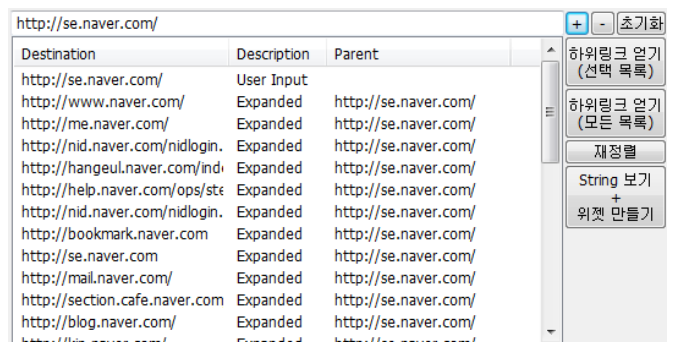 http://se.naver.com/ + - 초기화
Destination Description Parent
http://se.naver.com/ User Input
http://www.naver.com/ Expanded http://se.naver.com/
http://me.naver.com/ Expanded http://se.naver.com/
http://nid.naver.com/nidlogin. Expanded http://se.naver.com/
http://hangeul.naver.com/ind Expanded http://se.naver.com/
http://help.naver.com/ops/ste Expanded http://se.naver.com/
http://nid.naver.com/nidlogin. Expanded http://se.naver.com/
http://bookmark.naver.com Expanded http://se.naver.com/
http://se.naver.com Expanded http://se.naver.com/
http://mail.naver.com/ Expanded http://se.naver.com/
http://section.cafe.naver.com Expanded http://se.naver.com/
http://blog.naver.com/ Expanded http://se.naver.com/
하위링크 얻기
(선택 목록)
하위링크 얻기
(모든 목록)
재정렬
String 보기
+
위젯 만들기